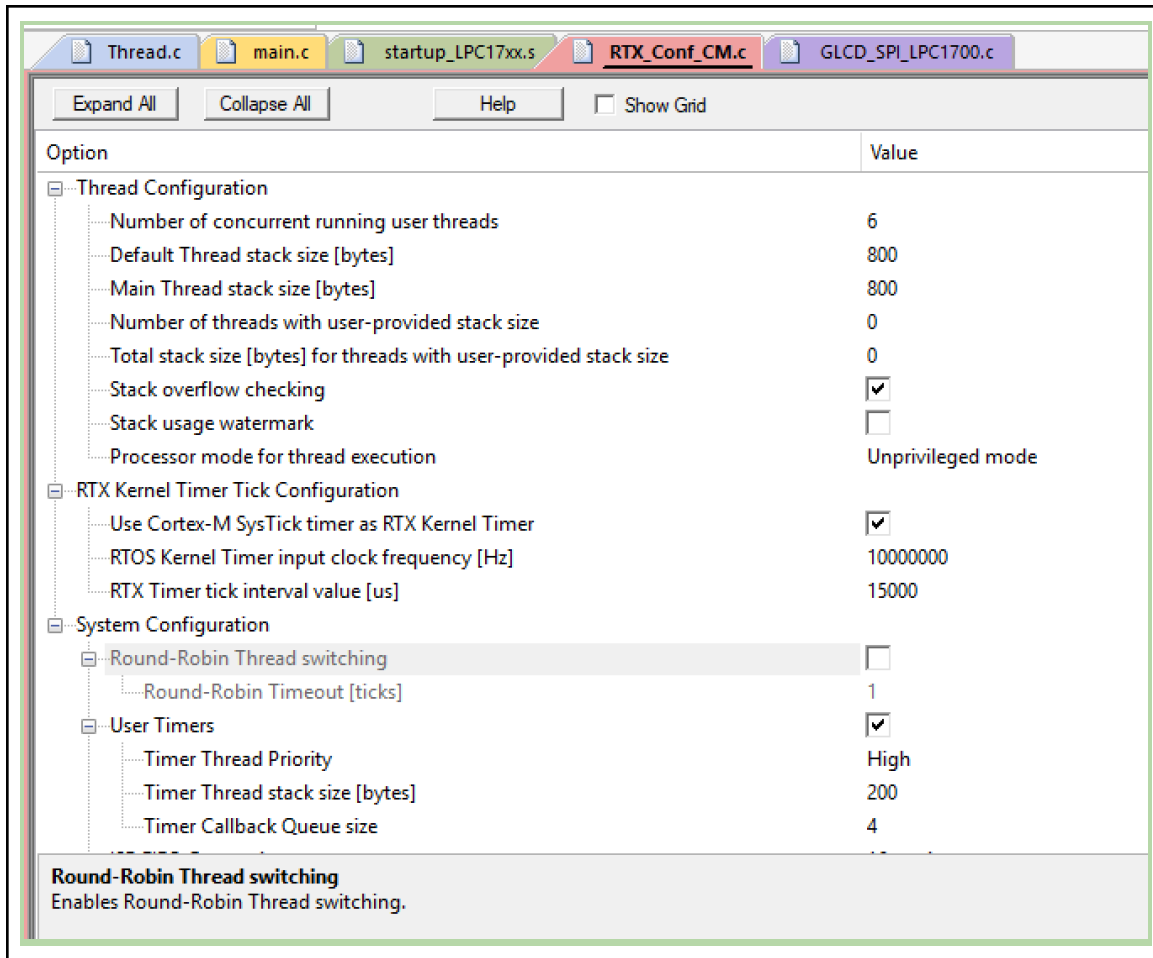 Thread.c main.c startup_LPC17xx.s RTX_Conf_CM.c GLCD_SPI_LPC1700.c
Expand All Collapse All Help Show Grid
Option Value
Thread Configuration
Number of concurrent running user threads 6
Default Thread stack size [bytes] 800
Main Thread stack size [bytes] 800
Number of threads with user-provided stack size 0
Total stack size [bytes] for threads with user-provided stack size 0
Stack overflow checking
Stack usage watermark
Processor mode for thread execution Unprivileged mode
RTX Kernel Timer Tick Configuration
Use Cortex-M SysTick timer as RTX Kernel Timer
RTOS Kernel Timer input clock frequency [Hz] 10000000
RTX Timer tick interval value [us] 15000
System Configuration
Round-Robin Thread switching
Round-Robin Timeout [ticks] 1
User Timers
Timer Thread Priority High
Timer Thread stack size [bytes] 200
Timer Callback Queue size 4
Round-Robin Thread switching
Enables Round-Robin Thread switching.